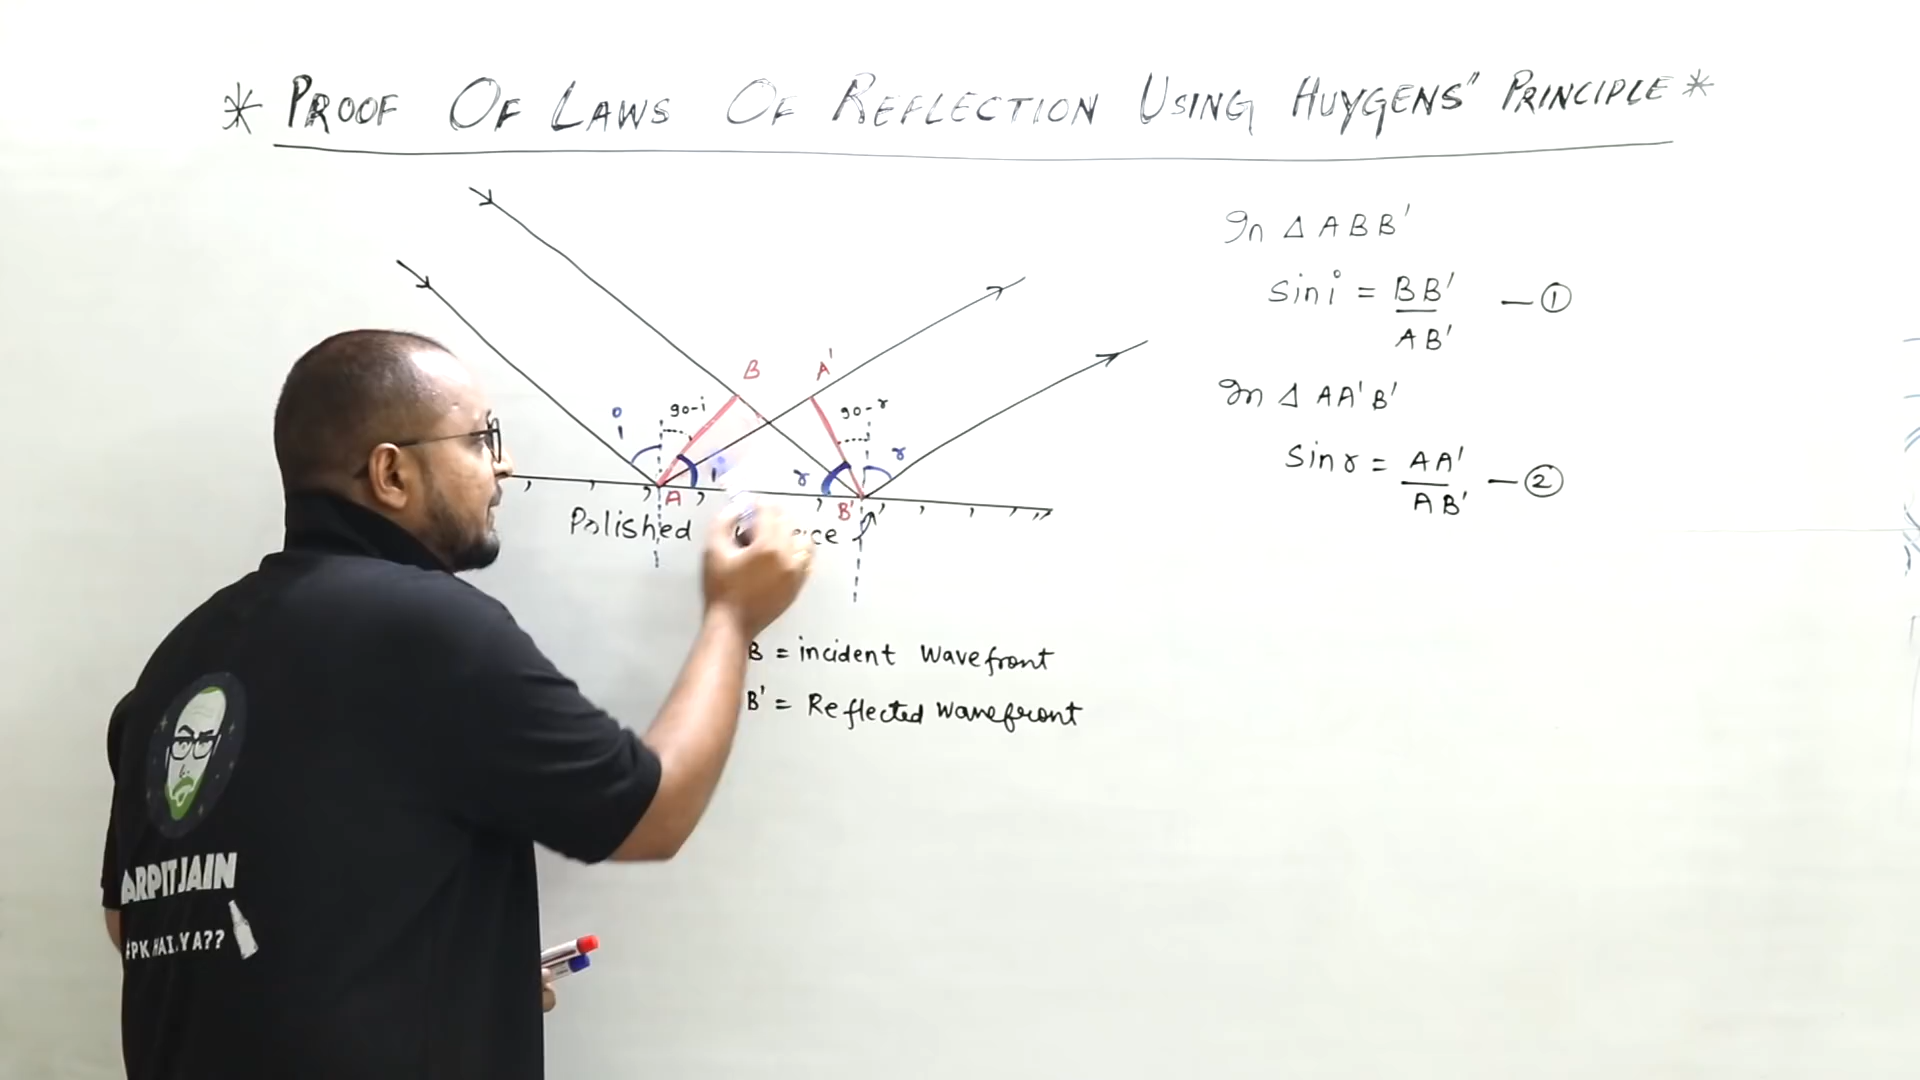 * PROOF OF LAWS OF REFLECTION USING HUYGENS" PRINCIPLE *
In Δ ABB'
Sin i = BB' / AB' — ①
In Δ AA'B'
Sin r = AA' / AB' — ②
B
A'
i
90-i
90-r
i
r
r
A
B'
Polished
B = incident wavefront
B' = Reflected wavefront
ARPIT JAIN
#PK HAI YA??